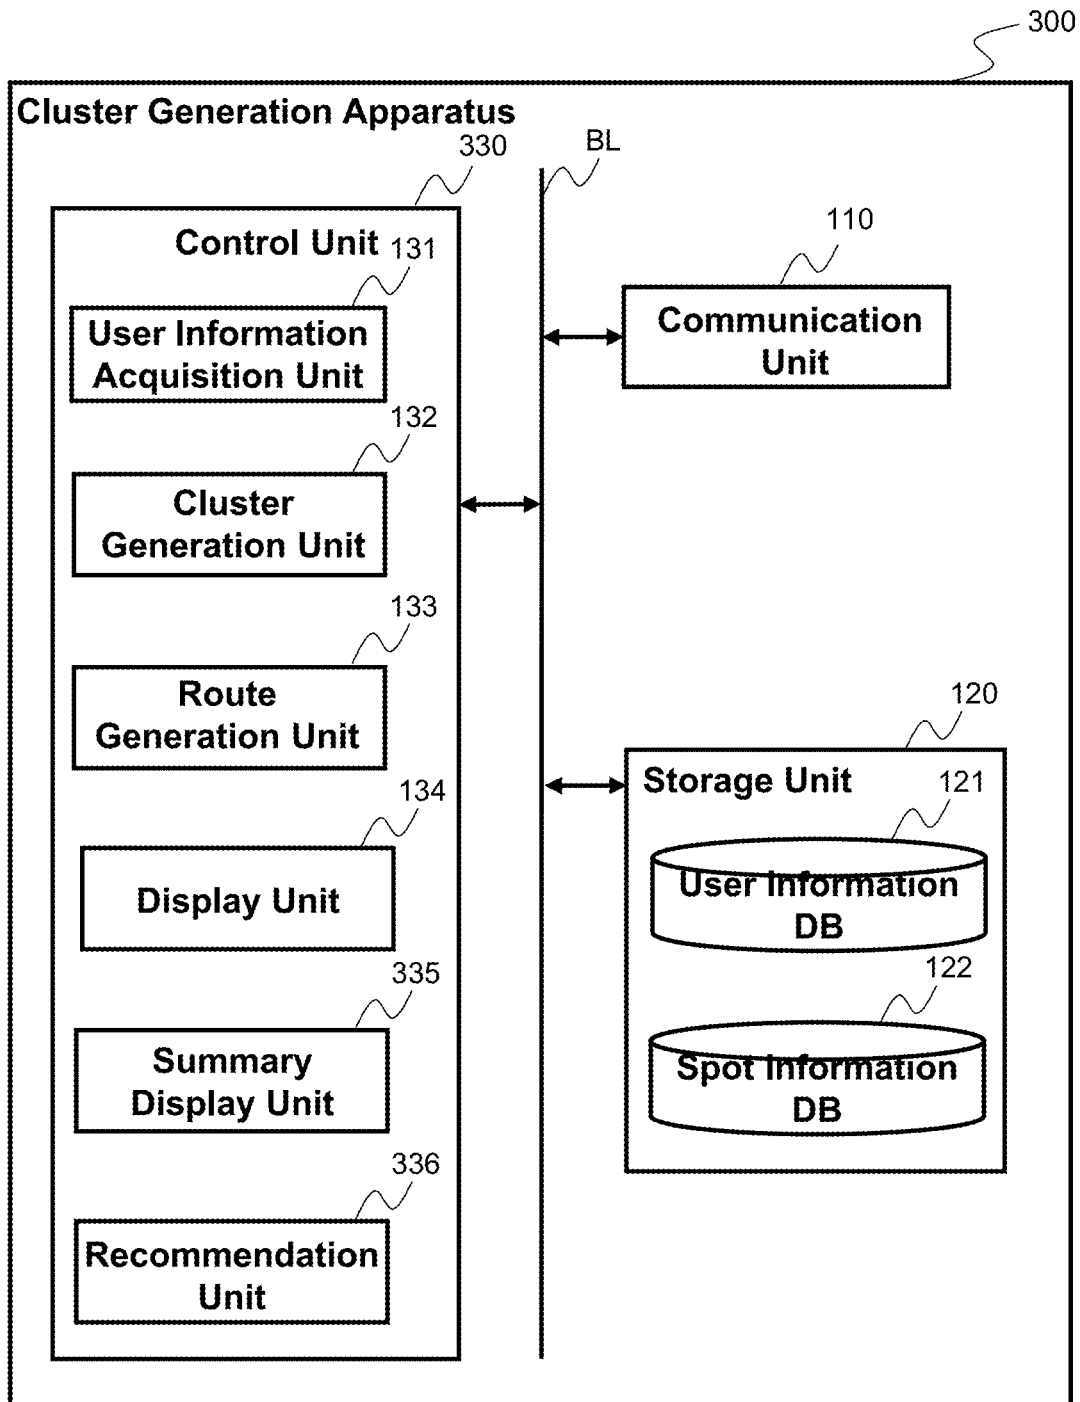 300
Cluster Generation Apparatus
330
BL
Control Unit
131
User Information
Acquisition Unit
132
Cluster
Generation Unit
133
Route
Generation Unit
134
Display Unit
335
Summary
Display Unit
336
Recommendation
Unit
110
Communication
Unit
120
Storage Unit
121
User Information
DB
122
Spot Information
DB